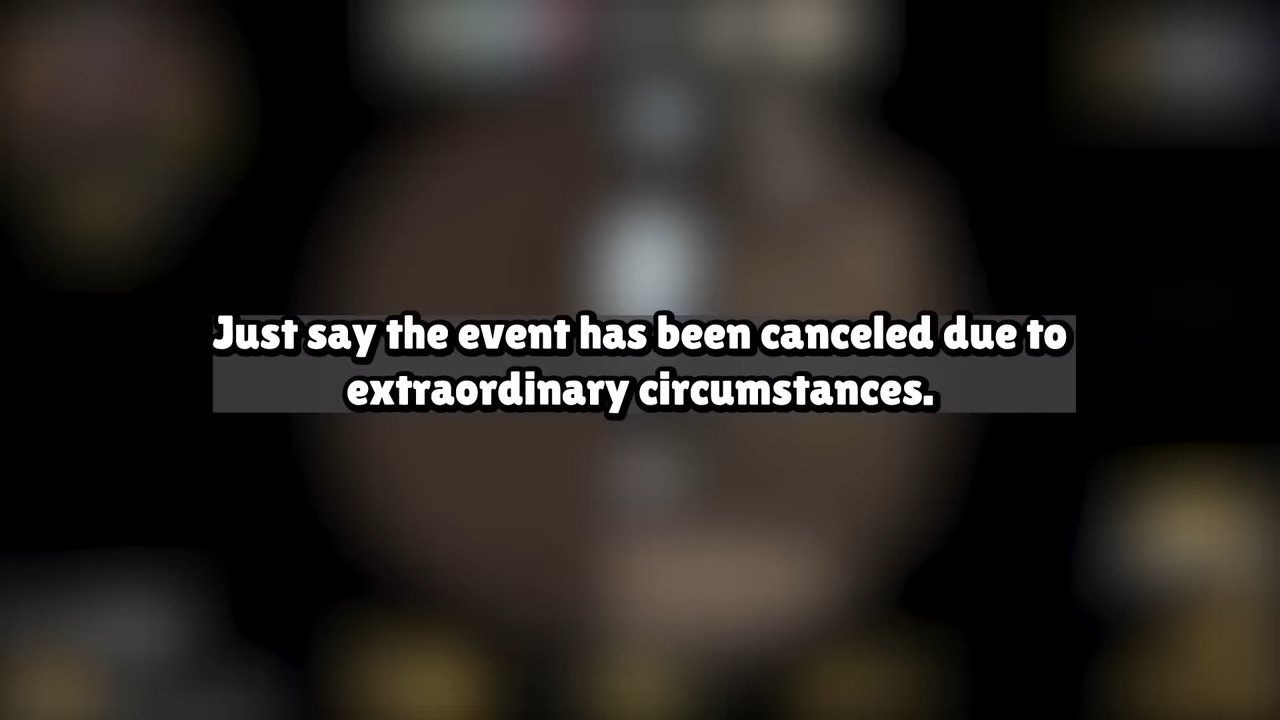 Just say the event has been canceled due to
extraordinary circumstances.